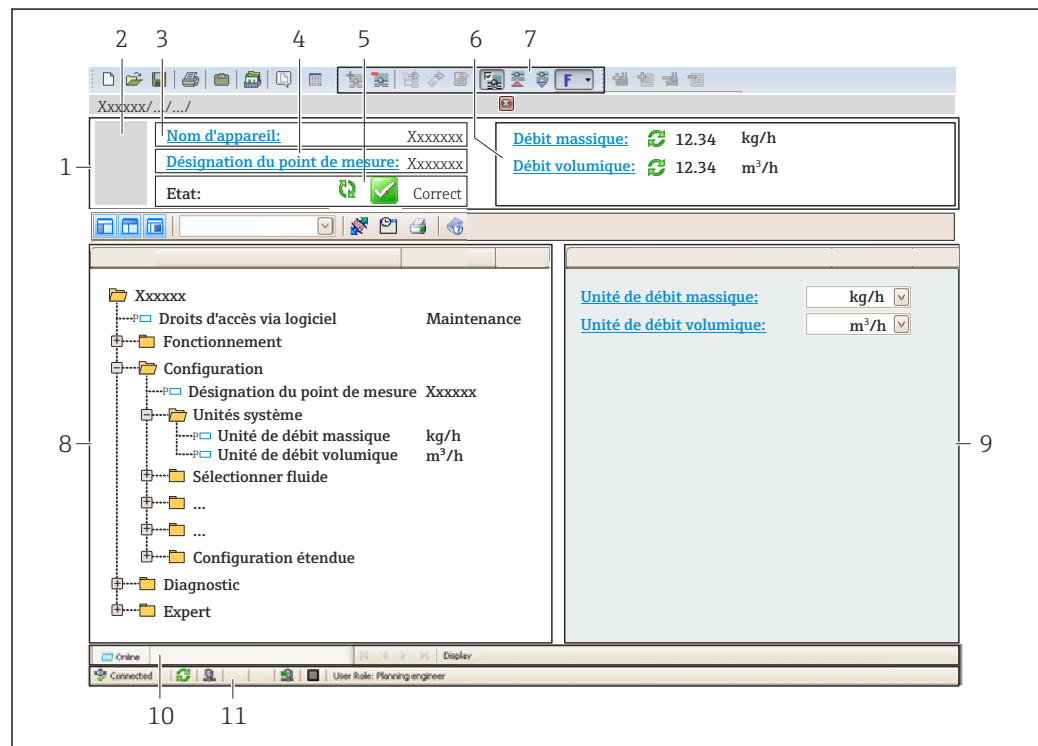 2 3 4 5 6 7
F
Xxxxxx/.../.../
1
Nom d'appareil: Xxxxxxx
Désignation du point de mesure: Xxxxxxx
Etat: Correct
Débit massique: 12.34 kg/h
Débit volumique: 12.34 m³/h
Xxxxxx
P Droits d'accès via logiciel Maintenance
Fonctionnement
Configuration
P Désignation du point de mesure Xxxxxx
Unités système
P Unité de débit massique kg/h
P Unité de débit volumique m³/h
Sélectionner fluide
...
...
Configuration étendue
Diagnostic
Expert
8
Unité de débit massique: kg/h
Unité de débit volumique: m³/h
9
Online Display
Connected User Role: Planning engineer
10 11